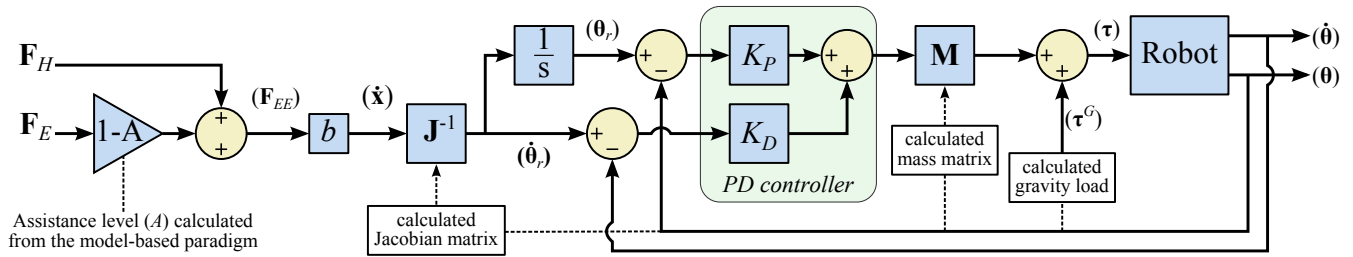 F_H
F_E
1-A
+
+
(F_EE)
b
(ẋ)
J⁻¹
1
s
(θ_r)
(θ̇_r)
+
−
+
−
K_P
K_D
PD controller
+
+
M
+
+
(τ)
(τ^G)
Robot
(θ̇)
(θ)
calculated
mass matrix
calculated
gravity load
calculated
Jacobian matrix
Assistance level (A) calculated
from the model-based paradigm